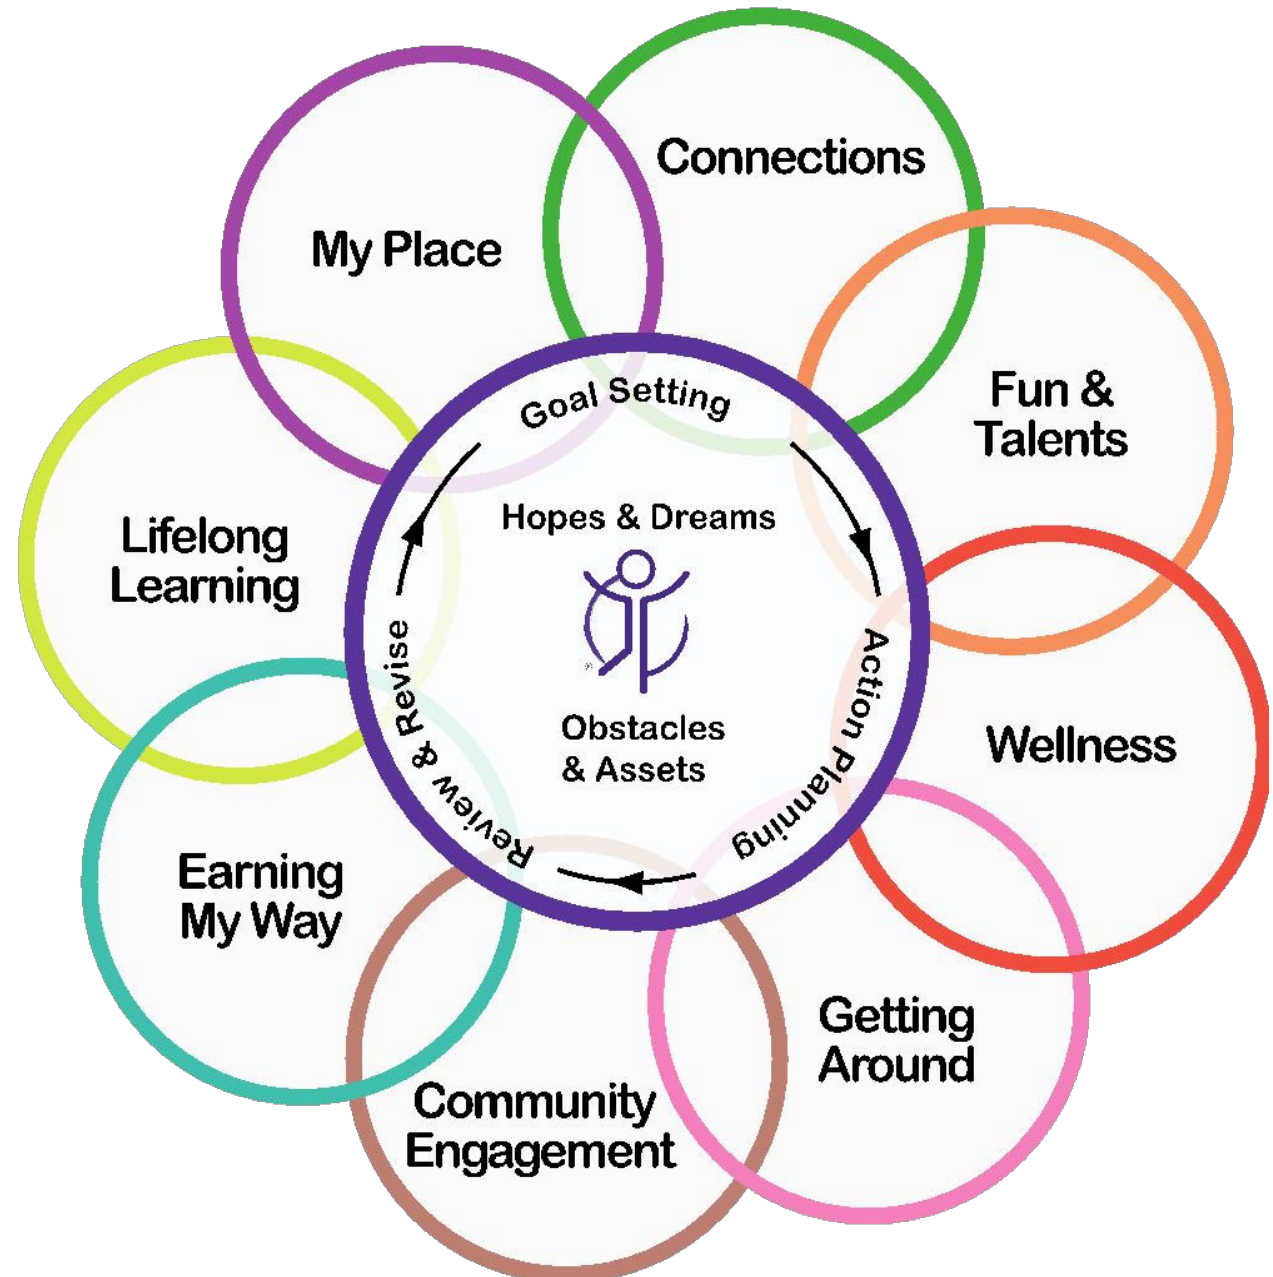 Connections
My Place
Fun &
Talents
Goal Setting
Hopes & Dreams
Lifelong
Learning
Action Planning
Review & Revise
Obstacles
& Assets
Wellness
Earning
My Way
Getting
Around
Community
Engagement